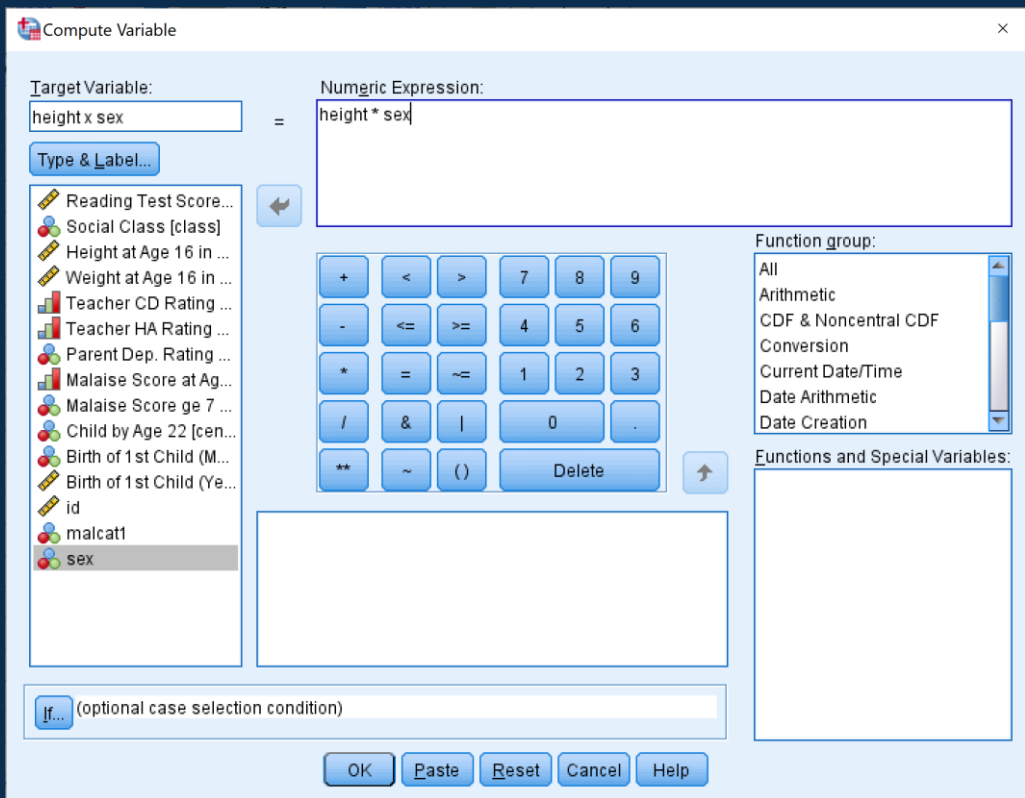 Compute Variable
Target Variable:
height x sex
=
Numeric Expression:
height * sex
Type & Label...
Reading Test Score...
Social Class [class]
Height at Age 16 in ...
Weight at Age 16 in ...
Teacher CD Rating ...
Teacher HA Rating ...
Parent Dep. Rating ...
Malaise Score at Ag...
Malaise Score ge 7 ...
Child by Age 22 [cen...
Birth of 1st Child (M...
Birth of 1st Child (Ye...
id
malcat1
sex
+ < > 7 8 9
- <= >= 4 5 6
* = ~= 1 2 3
/ & | 0 .
** ~ ( ) Delete
Function group:
All
Arithmetic
CDF & Noncentral CDF
Conversion
Current Date/Time
Date Arithmetic
Date Creation
Functions and Special Variables:
If... (optional case selection condition)
OK Paste Reset Cancel Help